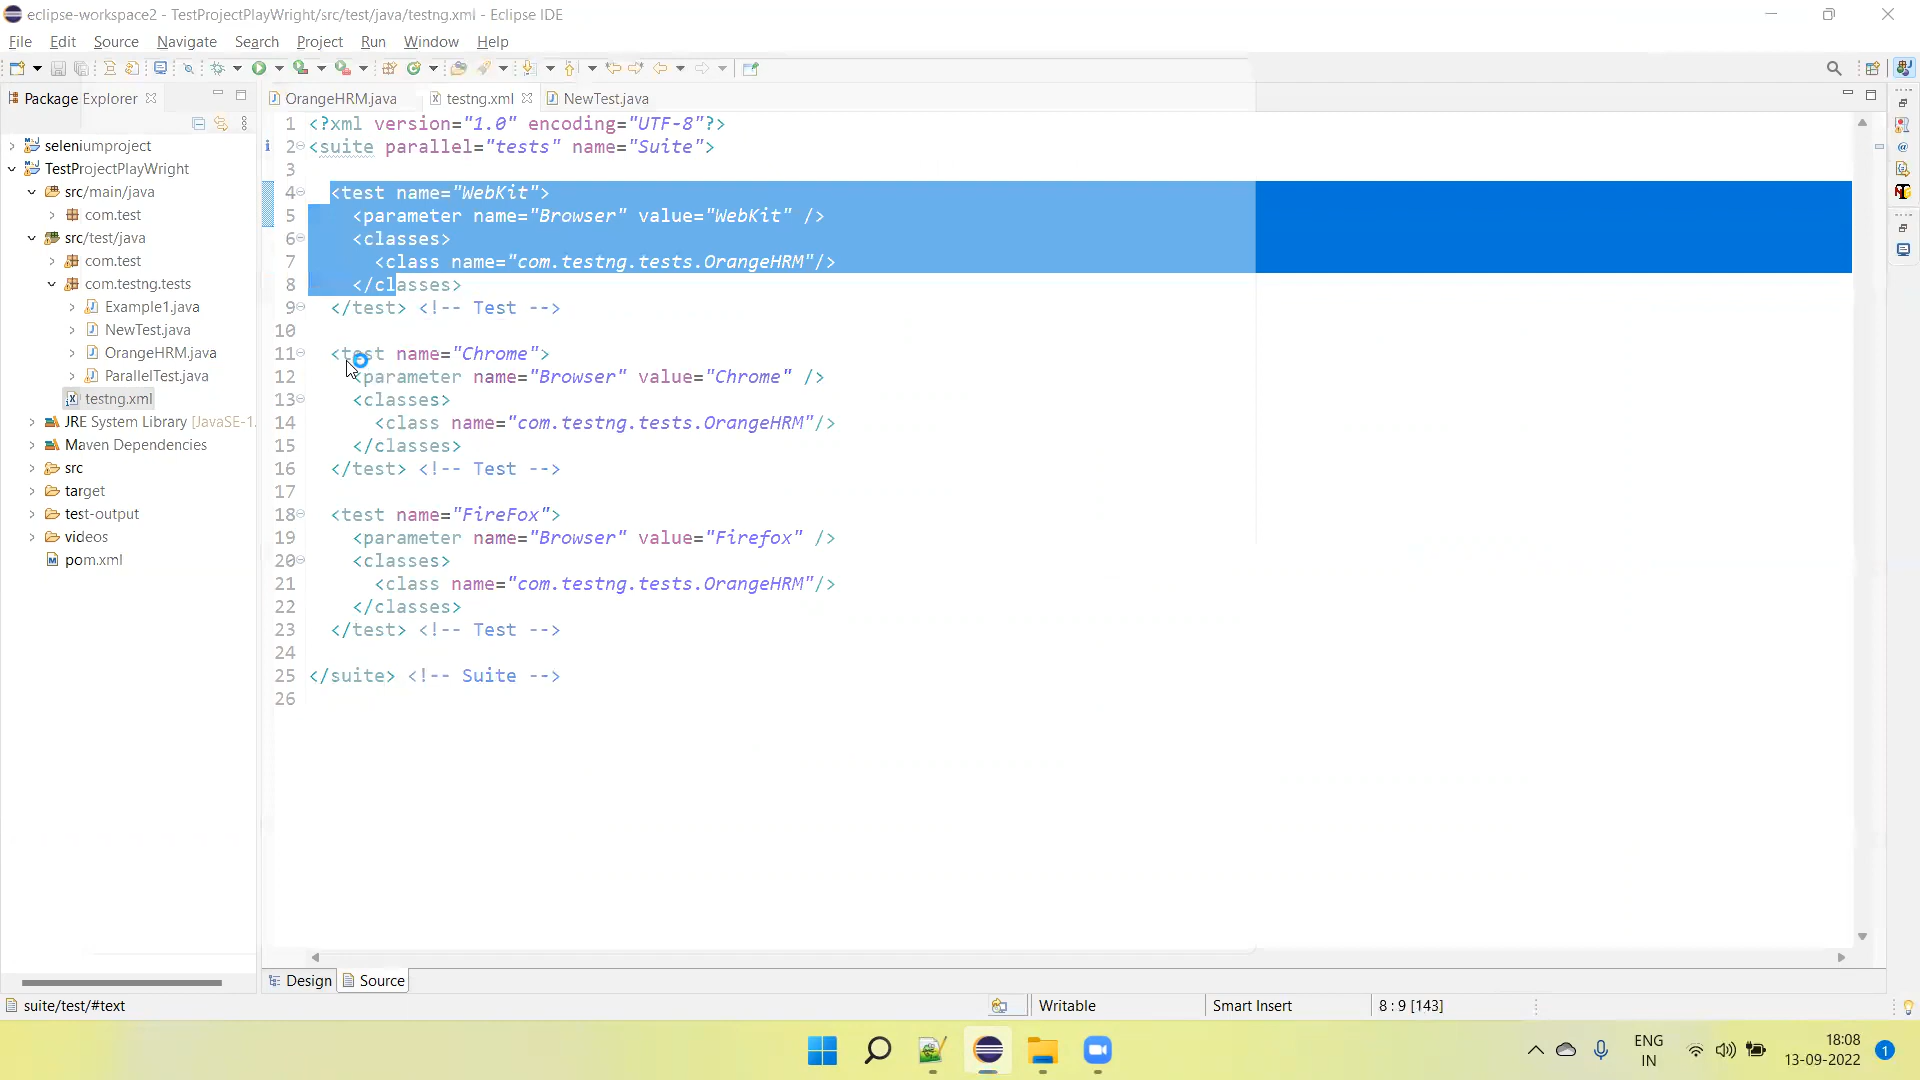 eclipse-workspace2 - TestProjectPlayWright/src/test/java/testng.xml - Eclipse IDE
File Edit Source Navigate Search Project Run Window Help
Package Explorer
OrangeHRM.java testng.xml NewTest.java
seleniumproject
TestProjectPlayWright
src/main/java
com.test
src/test/java
com.test
com.testng.tests
Example1.java
NewTest.java
OrangeHRM.java
ParallelTest.java
testng.xml
JRE System Library [JavaSE-1.
Maven Dependencies
src
target
test-output
videos
pom.xml
1 <?xml version="1.0" encoding="UTF-8"?>
2 <suite parallel="tests" name="Suite">
3
4 <test name="WebKit">
5 <parameter name="Browser" value="WebKit" />
6 <classes>
7 <class name="com.testng.tests.OrangeHRM"/>
8 </classes>
9 </test> <!-- Test -->
10
11 <test name="Chrome">
12 <parameter name="Browser" value="Chrome" />
13 <classes>
14 <class name="com.testng.tests.OrangeHRM"/>
15 </classes>
16 </test> <!-- Test -->
17
18 <test name="FireFox">
19 <parameter name="Browser" value="Firefox" />
20 <classes>
21 <class name="com.testng.tests.OrangeHRM"/>
22 </classes>
23 </test> <!-- Test -->
24
25 </suite> <!-- Suite -->
26
Design Source
suite/test/#text Writable Smart Insert 8 : 9 [143]
ENG
IN
18:08
13-09-2022
1